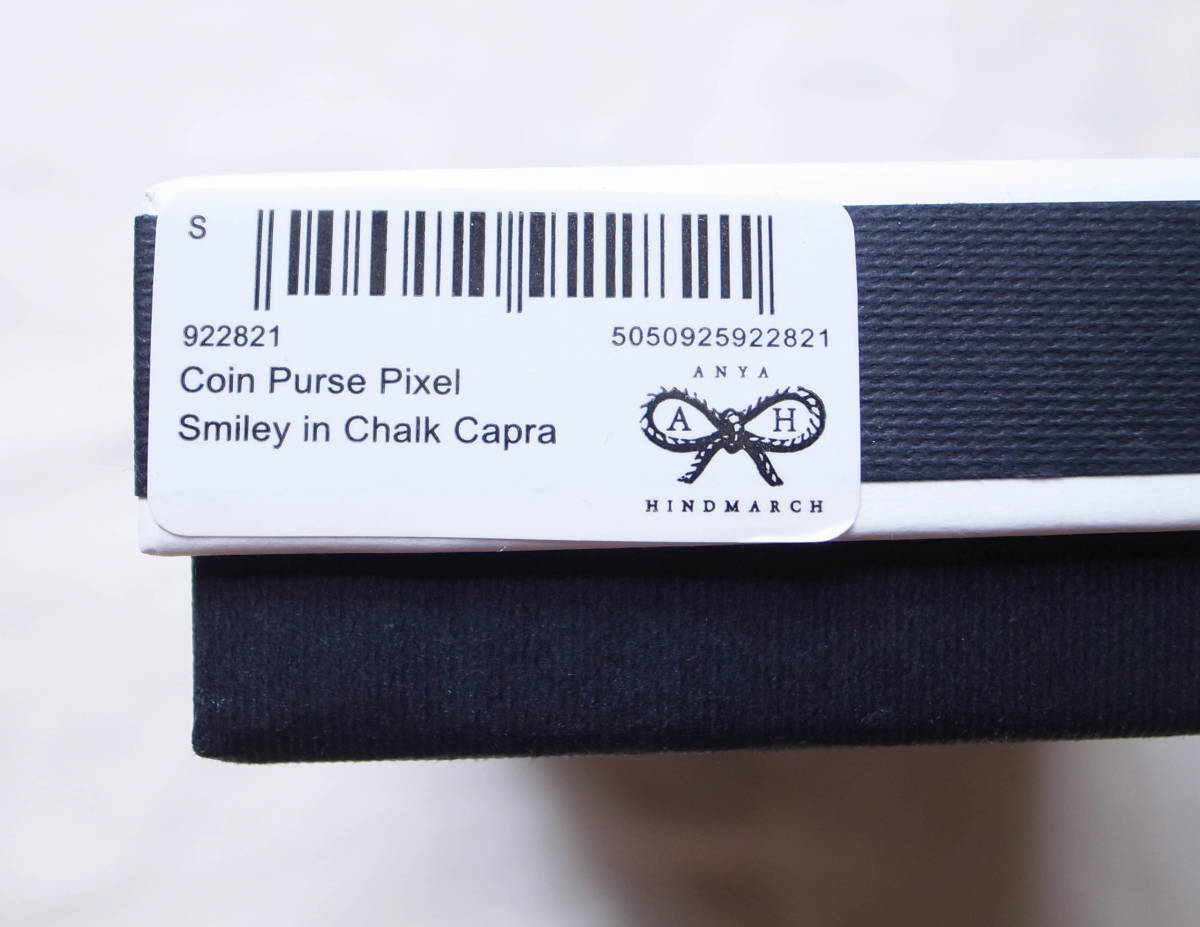 S
922821
5050925922821
Coin Purse Pixel
Smiley in Chalk Capra
ANYA
A H
HINDMARCH